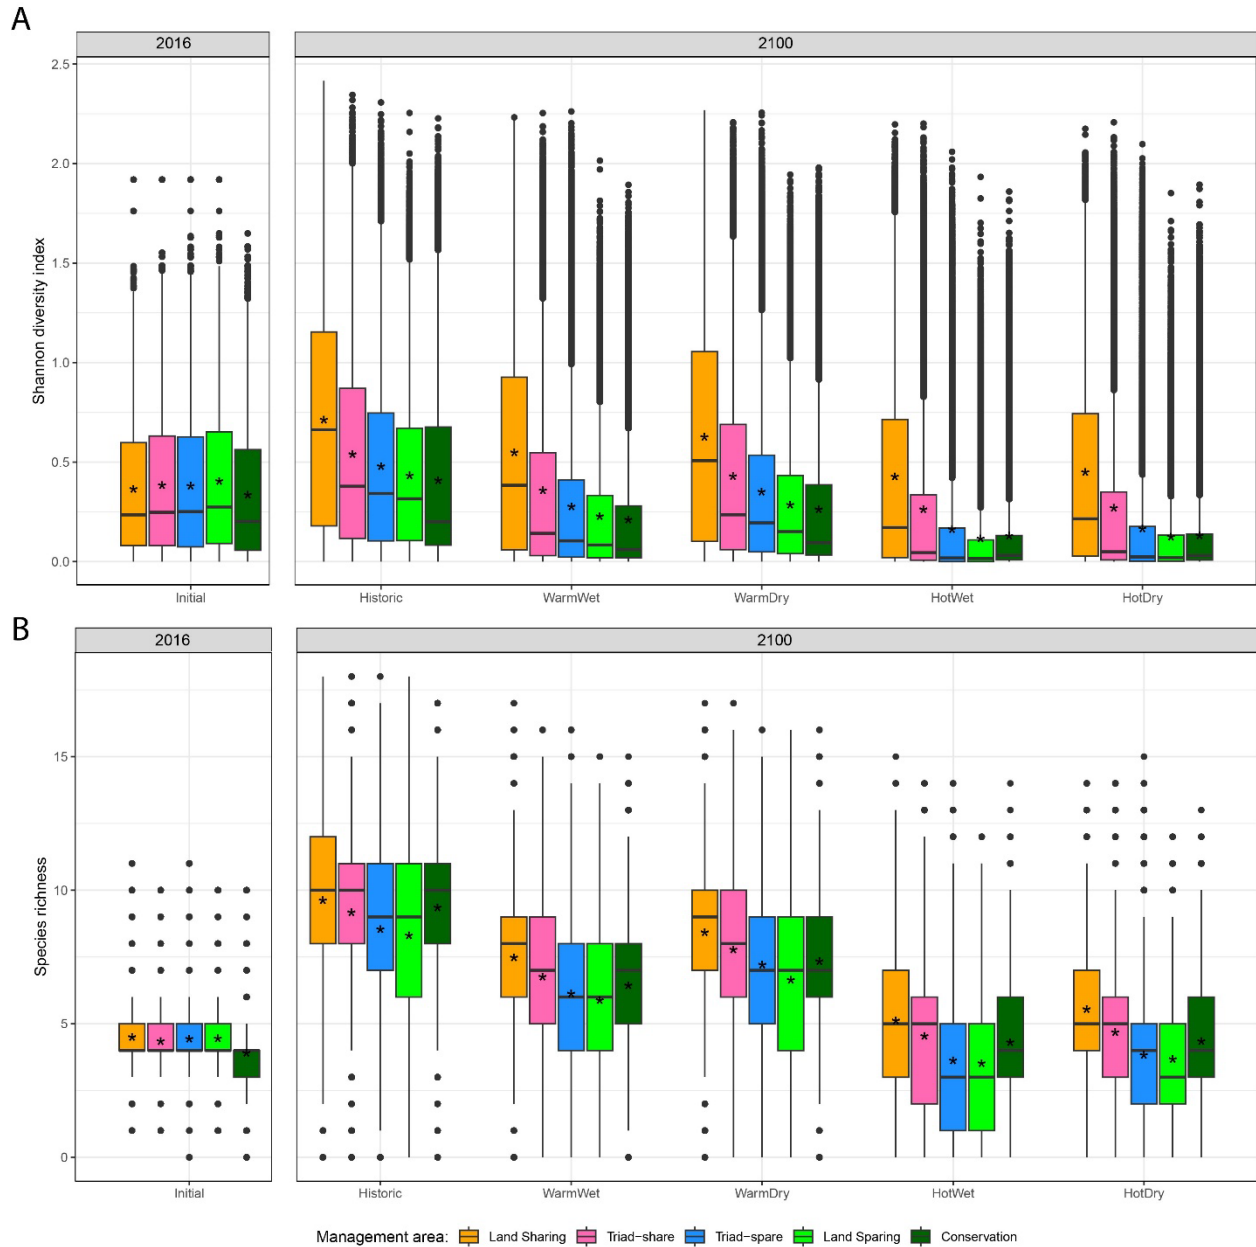 A
2016
2100
Shannon diversity index
2.5
2.0
1.5
1.0
0.5
0.0
Initial
Historic
WarmWet
WarmDry
HotWet
HotDry
B
2016
2100
Species richness
15
10
5
0
Initial
Historic
WarmWet
WarmDry
HotWet
HotDry
Management area: Land Sharing Triad-share Triad-spare Land Sparing Conservation